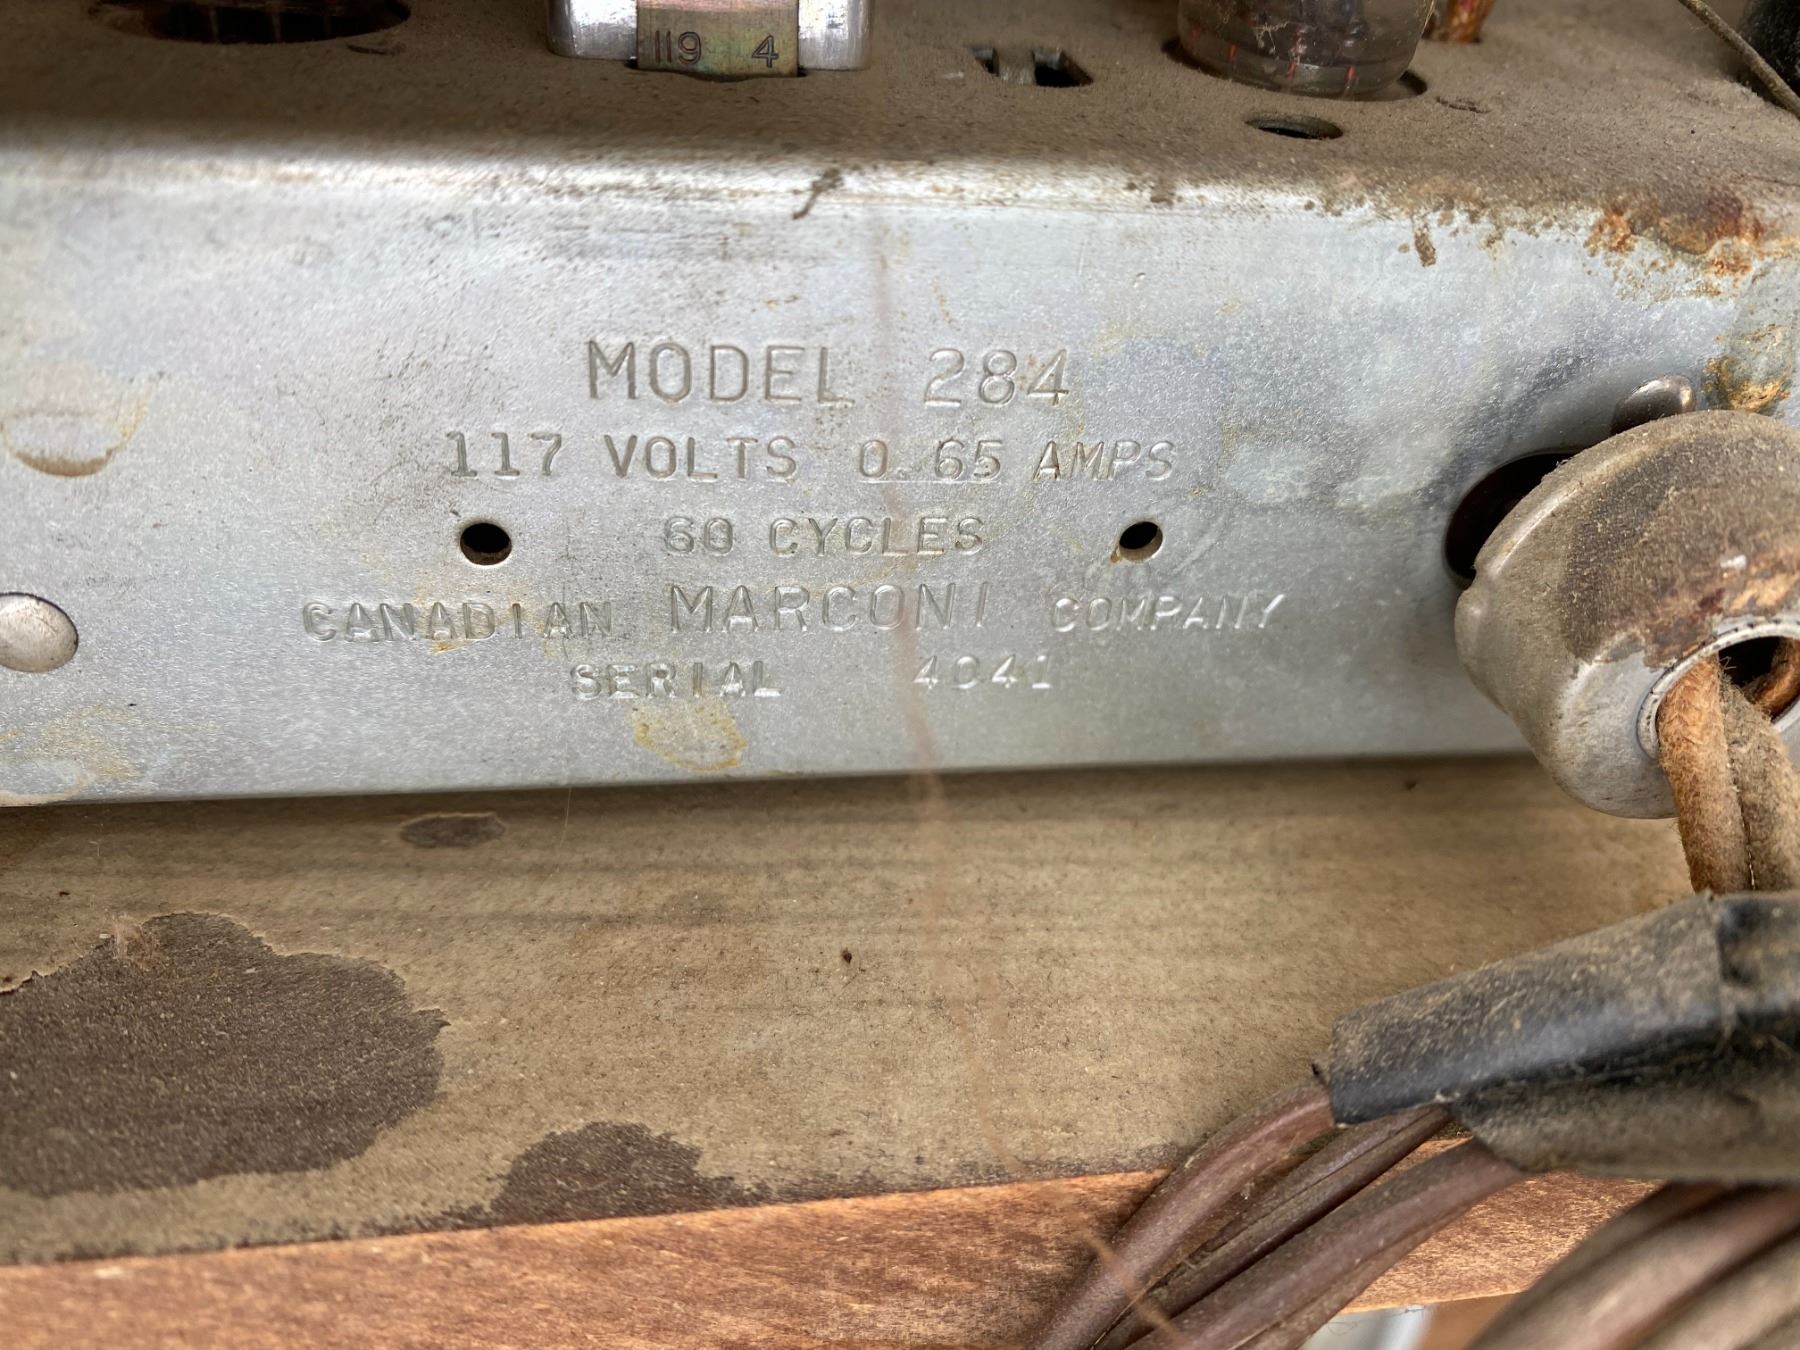 119 4
MODEL 284
117 VOLTS 0.65 AMPS
60 CYCLES
CANADIAN MARCONI COMPANY
SERIAL 4041